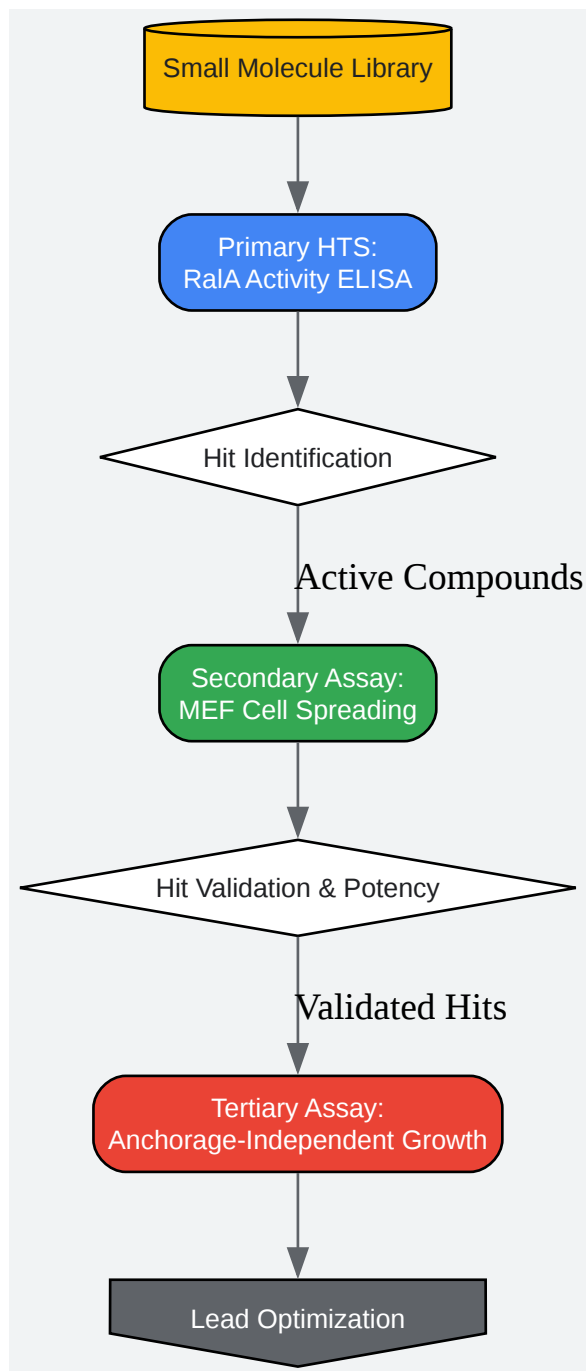 Small Molecule Library
Primary HTS:
RalA Activity ELISA
Hit Identification
Active Compounds
Secondary Assay:
MEF Cell Spreading
Hit Validation & Potency
Validated Hits
Tertiary Assay:
Anchorage-Independent Growth
Lead Optimization